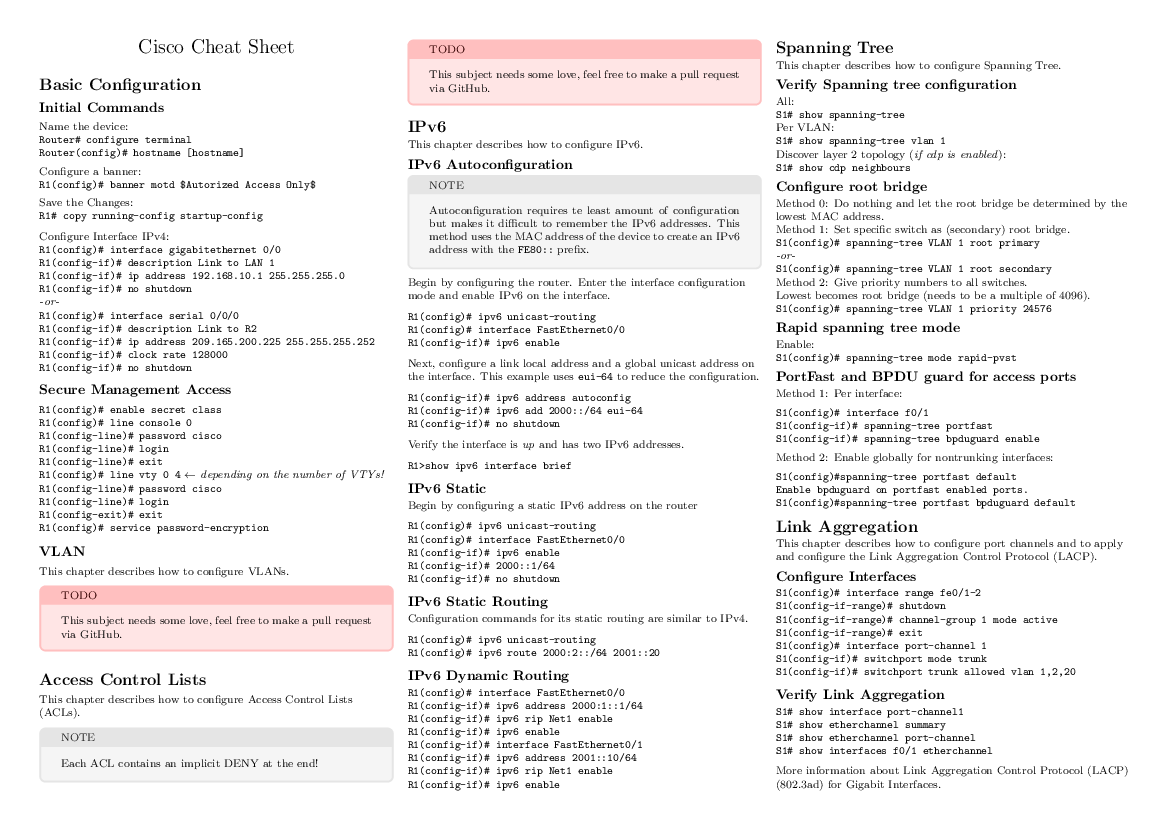 Cisco Cheat Sheet
Basic Configuration
Initial Commands
Name the device:
Router# configure terminal
Router(config)# hostname [hostname]
Configure a banner:
R1(config)# banner motd $Autorized Access Only$
Save the Changes:
R1# copy running-config startup-config
Configure Interface IPv4:
R1(config)# interface gigabitethernet 0/0
R1(config-if)# description Link to LAN 1
R1(config-if)# ip address 192.168.10.1 255.255.255.0
R1(config-if)# no shutdown
-or-
R1(config)# interface serial 0/0/0
R1(config-if)# description Link to R2
R1(config-if)# ip address 209.165.200.225 255.255.255.252
R1(config-if)# clock rate 128000
R1(config-if)# no shutdown
Secure Management Access
R1(config)# enable secret class
R1(config)# line console 0
R1(config-line)# password cisco
R1(config-line)# login
R1(config-line)# exit
R1(config)# line vty 0 4 ← depending on the number of VTYs!
R1(config-line)# password cisco
R1(config-line)# login
R1(config-exit)# exit
R1(config)# service password-encryption
VLAN
This chapter describes how to configure VLANs.
TODO
This subject needs some love, feel free to make a pull request
via GitHub.
Access Control Lists
This chapter describes how to configure Access Control Lists
(ACLs).
NOTE
Each ACL contains an implicit DENY at the end!
TODO
This subject needs some love, feel free to make a pull request
via GitHub.
IPv6
This chapter describes how to configure IPv6.
IPv6 Autoconfiguration
NOTE
Autoconfiguration requires te least amount of configuration
but makes it difficult to remember the IPv6 addresses. This
method uses the MAC address of the device to create an IPv6
address with the FE80:: prefix.
Begin by configuring the router. Enter the interface configuration
mode and enable IPv6 on the interface.
R1(config)# ipv6 unicast-routing
R1(config)# interface FastEthernet0/0
R1(config-if)# ipv6 enable
Next, configure a link local address and a global unicast address on
the interface. This example uses eui-64 to reduce the configuration.
R1(config-if)# ipv6 address autoconfig
R1(config-if)# ipv6 add 2000::/64 eui-64
R1(config-if)# no shutdown
Verify the interface is up and has two IPv6 addresses.
R1>show ipv6 interface brief
IPv6 Static
Begin by configuring a static IPv6 address on the router
R1(config)# ipv6 unicast-routing
R1(config)# interface FastEthernet0/0
R1(config-if)# ipv6 enable
R1(config-if)# 2000::1/64
R1(config-if)# no shutdown
IPv6 Static Routing
Configuration commands for its static routing are similar to IPv4.
R1(config)# ipv6 unicast-routing
R1(config)# ipv6 route 2000:2::/64 2001::20
IPv6 Dynamic Routing
R1(config)# interface FastEthernet0/0
R1(config-if)# ipv6 address 2000:1::1/64
R1(config-if)# ipv6 rip Net1 enable
R1(config-if)# ipv6 enable
R1(config-if)# interface FastEthernet0/1
R1(config-if)# ipv6 address 2001::10/64
R1(config-if)# ipv6 rip Net1 enable
R1(config-if)# ipv6 enable
Spanning Tree
This chapter describes how to configure Spanning Tree.
Verify Spanning tree configuration
All:
S1# show spanning-tree
Per VLAN:
S1# show spanning-tree vlan 1
Discover layer 2 topology (if cdp is enabled):
S1# show cdp neighbours
Configure root bridge
Method 0: Do nothing and let the root bridge be determined by the
lowest MAC address.
Method 1: Set specific switch as (secondary) root bridge.
S1(config)# spanning-tree VLAN 1 root primary
-or-
S1(config)# spanning-tree VLAN 1 root secondary
Method 2: Give priority numbers to all switches.
Lowest becomes root bridge (needs to be a multiple of 4096).
S1(config)# spanning-tree VLAN 1 priority 24576
Rapid spanning tree mode
Enable:
S1(config)# spanning-tree mode rapid-pvst
PortFast and BPDU guard for access ports
Method 1: Per interface:
S1(config)# interface f0/1
S1(config-if)# spanning-tree portfast
S1(config-if)# spanning-tree bpduguard enable
Method 2: Enable globally for nontrunking interfaces:
S1(config)#spanning-tree portfast default
Enable bpduguard on portfast enabled ports.
S1(config)#spanning-tree portfast bpduguard default
Link Aggregation
This chapter describes how to configure port channels and to apply
and configure the Link Aggregation Control Protocol (LACP).
Configure Interfaces
S1(config)# interface range fe0/1-2
S1(config-if-range)# shutdown
S1(config-if-range)# channel-group 1 mode active
S1(config-if-range)# exit
S1(config)# interface port-channel 1
S1(config-if)# switchport mode trunk
S1(config-if)# switchport trunk allowed vlan 1,2,20
Verify Link Aggregation
S1# show interface port-channel1
S1# show etherchannel summary
S1# show etherchannel port-channel
S1# show interfaces f0/1 etherchannel
More information about Link Aggregation Control Protocol (LACP)
(802.3ad) for Gigabit Interfaces.